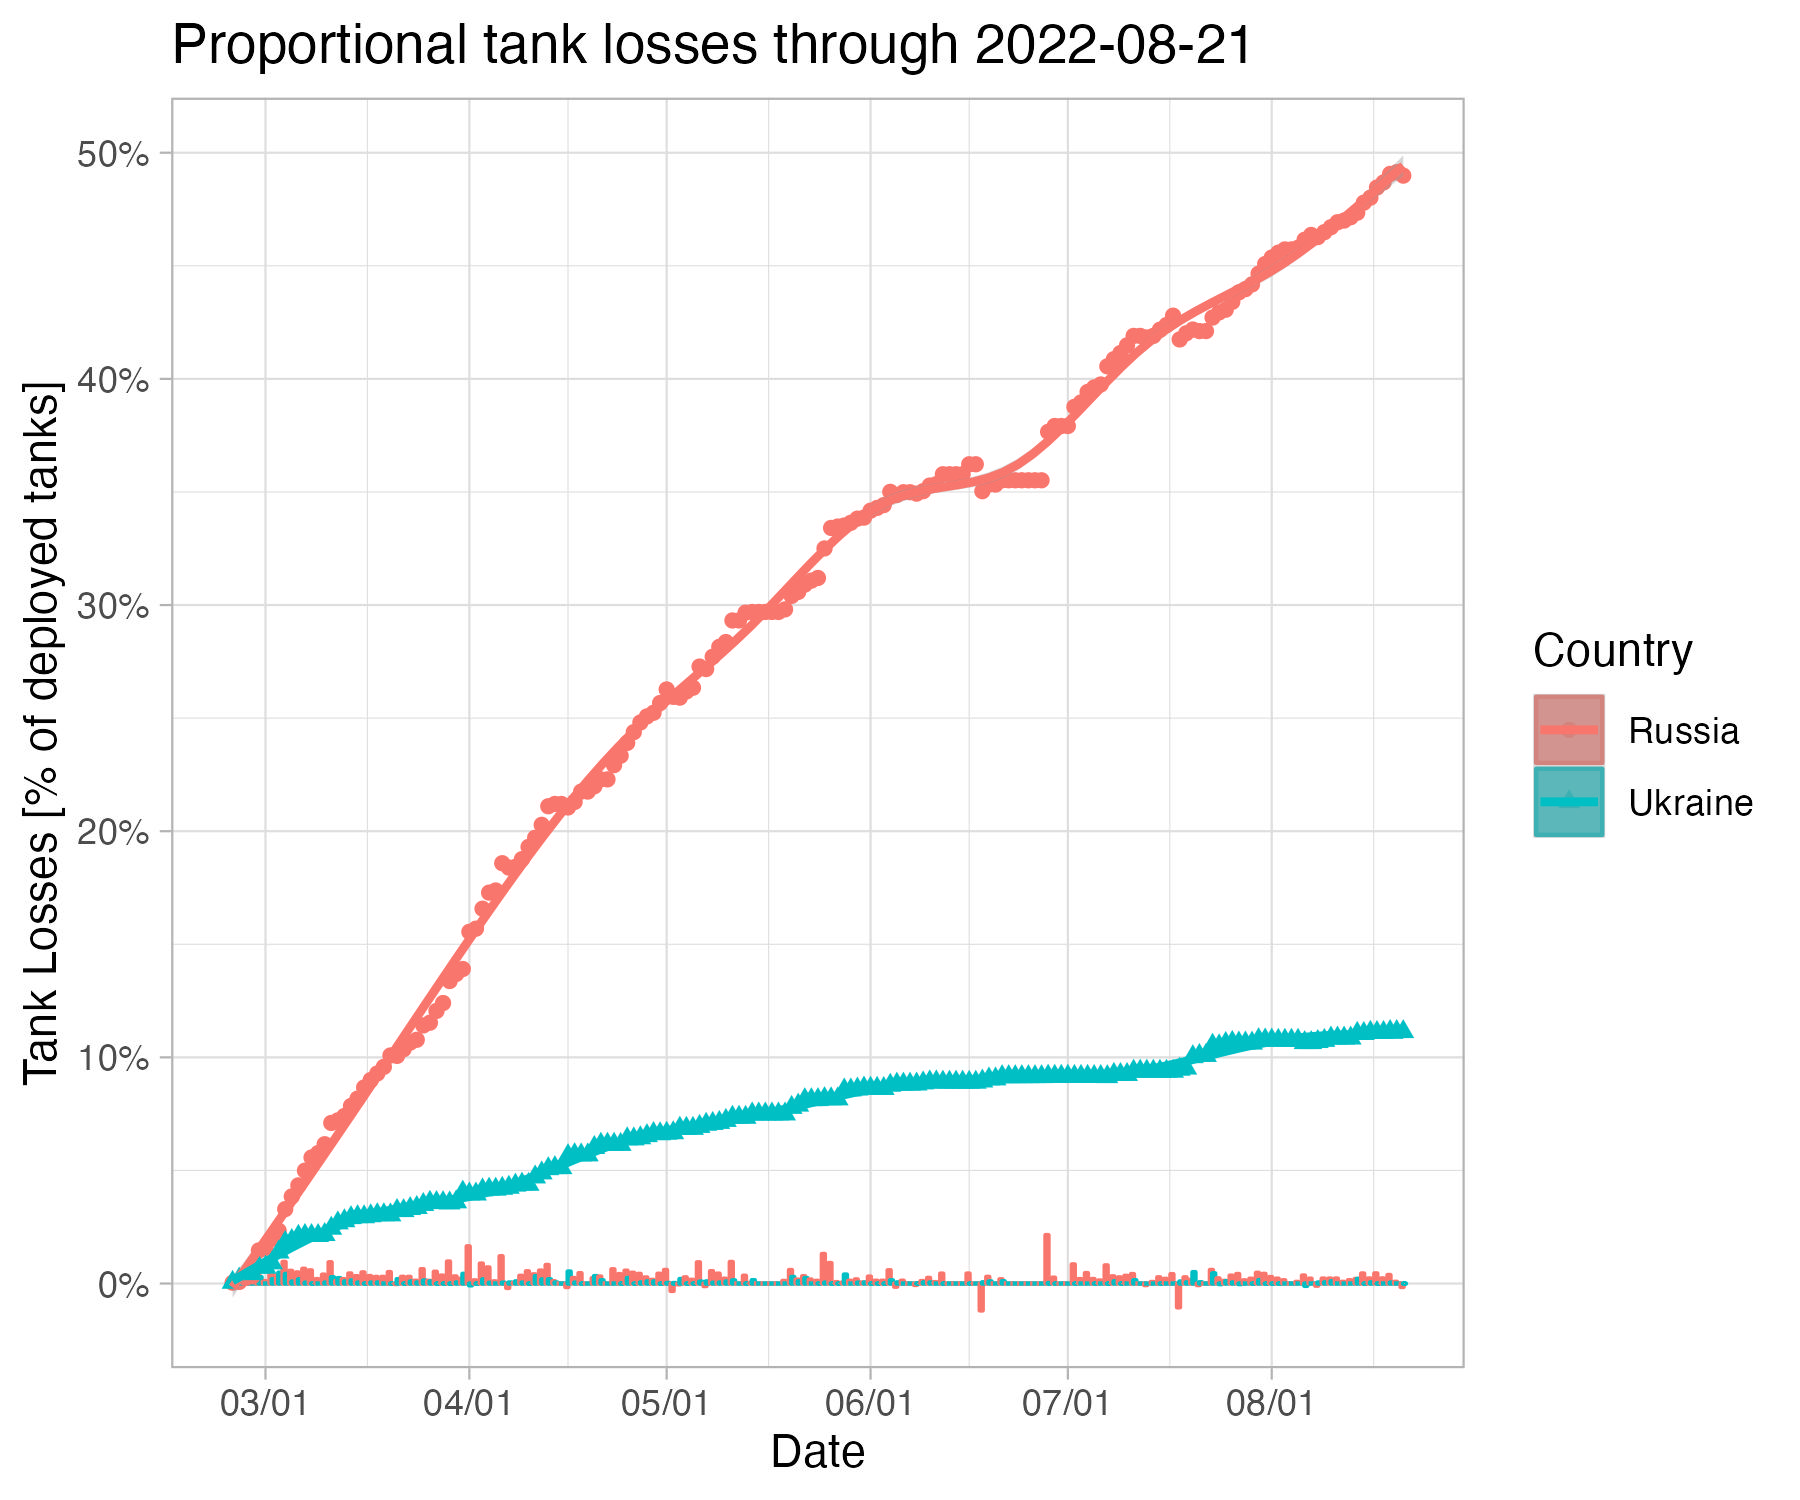 Proportional tank losses through 2022-08-21
Tank Losses [% of deployed tanks]
50%
40%
30%
20%
10%
0%
03/01 04/01 05/01 06/01 07/01 08/01
Date
Country
Russia
Ukraine